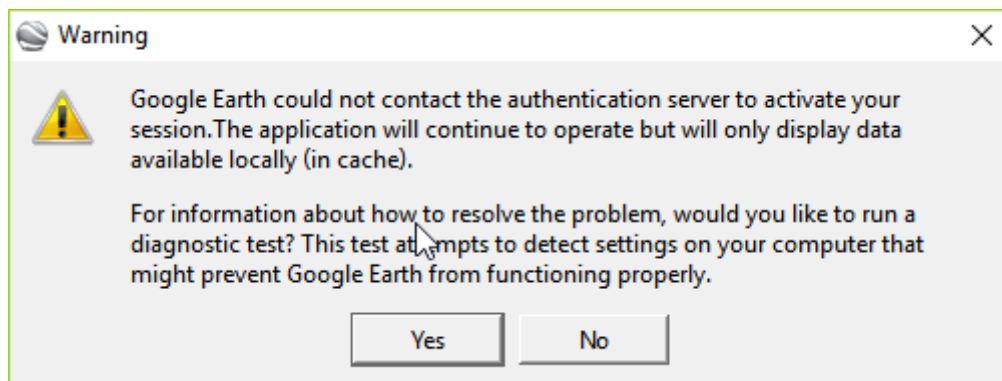 Warning
Google Earth could not contact the authentication server to activate your
session.The application will continue to operate but will only display data
available locally (in cache).
For information about how to resolve the problem, would you like to run a
diagnostic test? This test attempts to detect settings on your computer that
might prevent Google Earth from functioning properly.
Yes
No